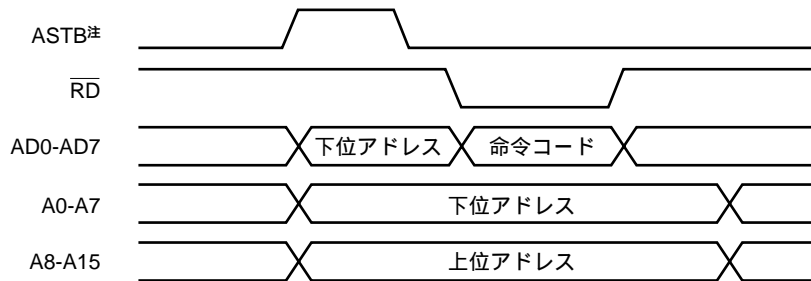 ASTB注
RD
AD0-AD7 下位アドレス 命令コード
A0-A7 下位アドレス
A8-A15 上位アドレス